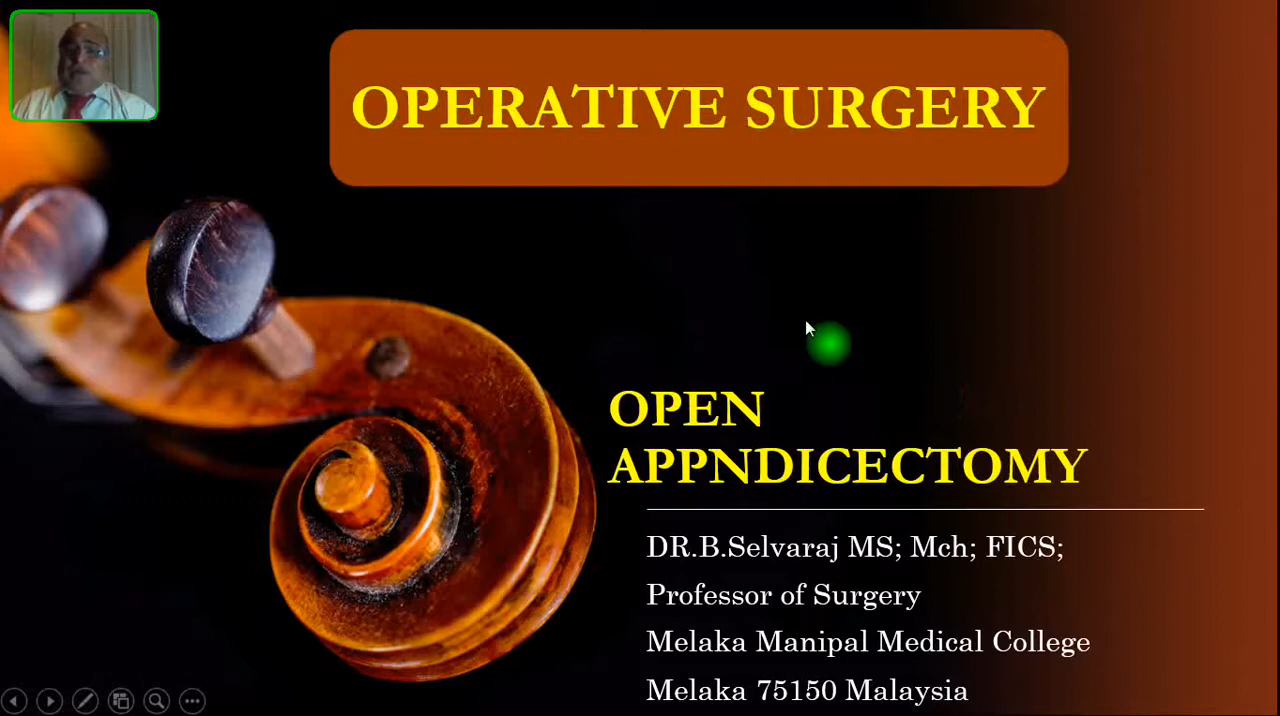 OPERATIVE SURGERY
OPEN
APPNDICECTOMY
DR.B.Selvaraj MS; Mch; FICS;
Professor of Surgery
Melaka Manipal Medical College
Melaka 75150 Malaysia